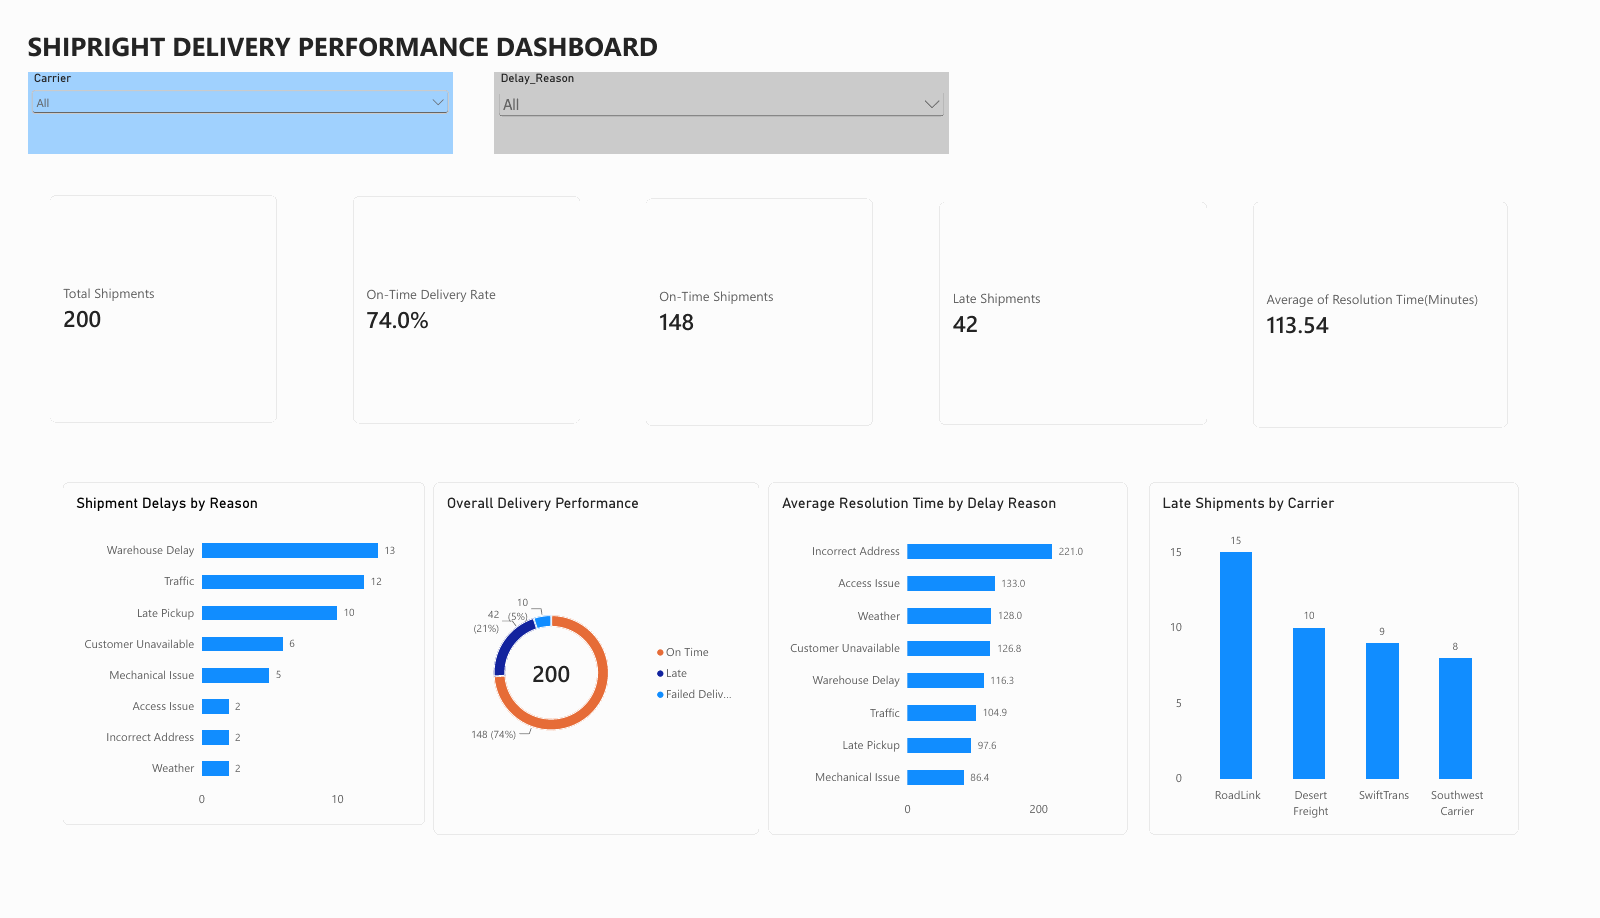 SHIPRIGHT DELIVERY PERFORMANCE DASHBOARD
Carrier
All
Delay_Reason
All
Total Shipments
200
On-Time Delivery Rate
74.0%
On-Time Shipments
148
Late Shipments
42
Average of Resolution Time(Minutes)
113.54
Shipment Delays by Reason
Warehouse Delay 13
Traffic 12
Late Pickup 10
Customer Unavailable 6
Mechanical Issue 5
Access Issue 2
Incorrect Address 2
Weather 2
0 10
Overall Delivery Performance
10
(5%)
42
(21%)
200
148 (74%)
On Time
Late
Failed Deliv...
Average Resolution Time by Delay Reason
Incorrect Address 221.0
Access Issue 133.0
Weather 128.0
Customer Unavailable 126.8
Warehouse Delay 116.3
Traffic 104.9
Late Pickup 97.6
Mechanical Issue 86.4
0 200
Late Shipments by Carrier
15
10
5
0
15
10
9
8
RoadLink
Desert
Freight
SwiftTrans
Southwest
Carrier